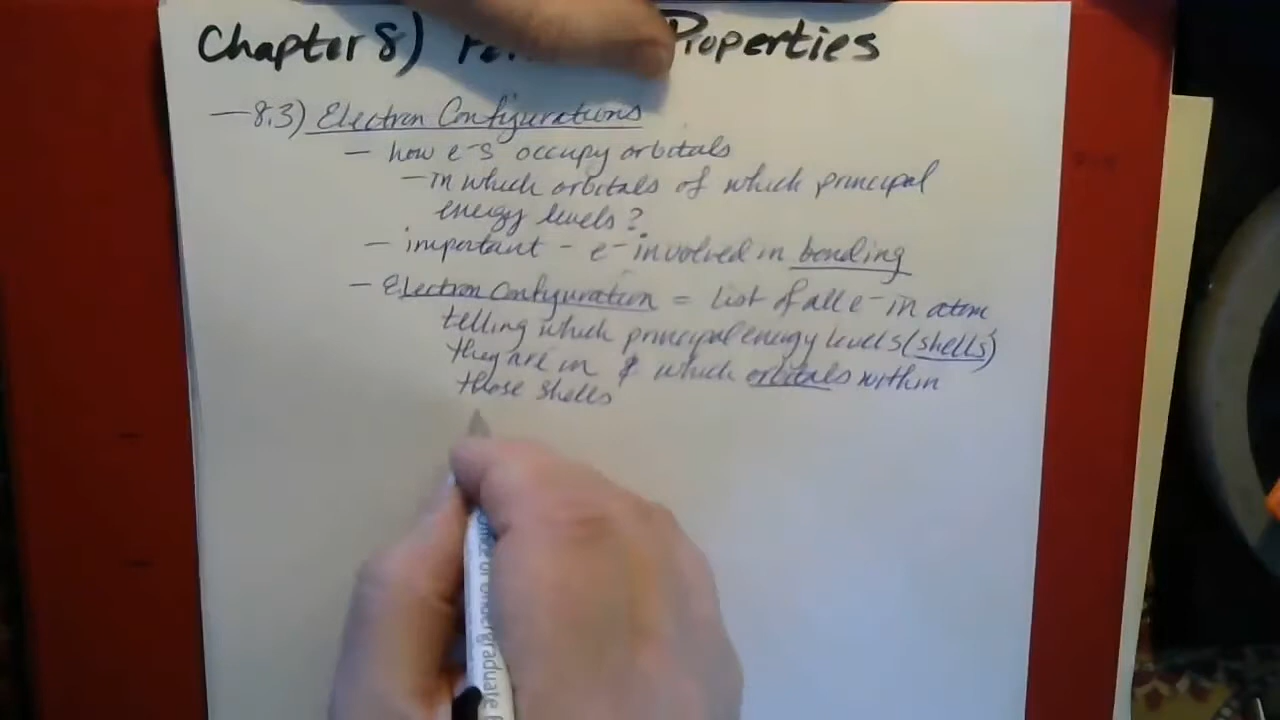 Chapter 8) Properties
— 8.3) Electron Configurations
— how e-s occupy orbitals
— in which orbitals of which principal
energy levels?
— important - e- involved in bonding
— Electron Configuration = list of all e- in atom
telling which principal energy levels (shells)
they are in & which orbitals within
those shells
undergraduate